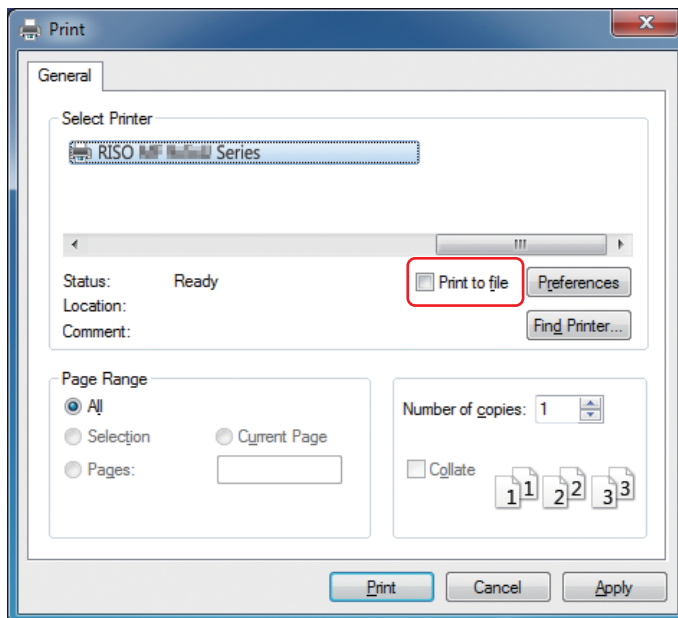 Print
General
Select Printer
RISO Series
Status: Ready
Print to file
Preferences
Location:
Comment:
Find Printer...
Page Range
All
Selection
Current Page
Pages:
Number of copies: 1
Collate
1 1 2 2 3 3
Print
Cancel
Apply